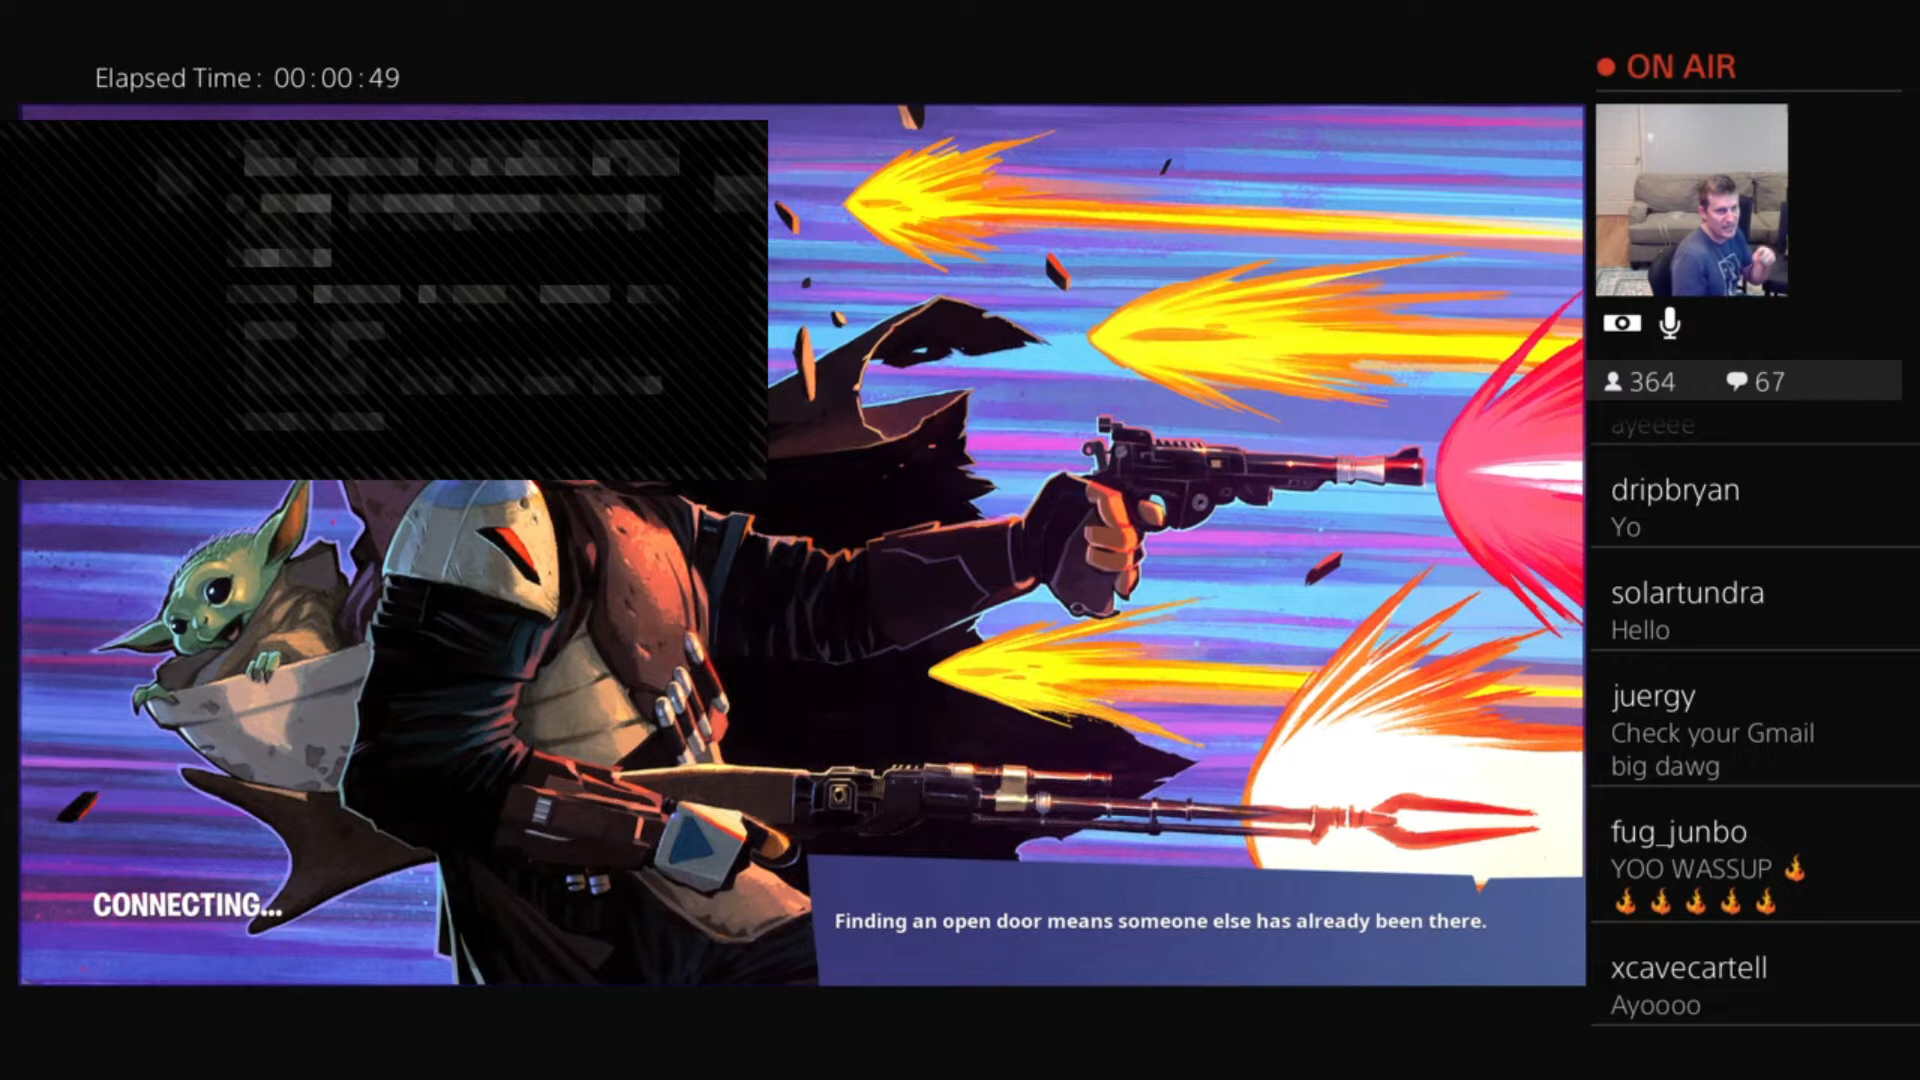 Elapsed Time: 00:00:49
ON AIR
364 67
ayeeee
dripbryan
Yo
solartundra
Hello
juergy
Check your Gmail
big dawg
fug_junbo
YOO WASSUP 🔥
🔥 🔥 🔥 🔥 🔥
xcavecartell
Ayoooo
CONNECTING...
Finding an open door means someone else has already been there.